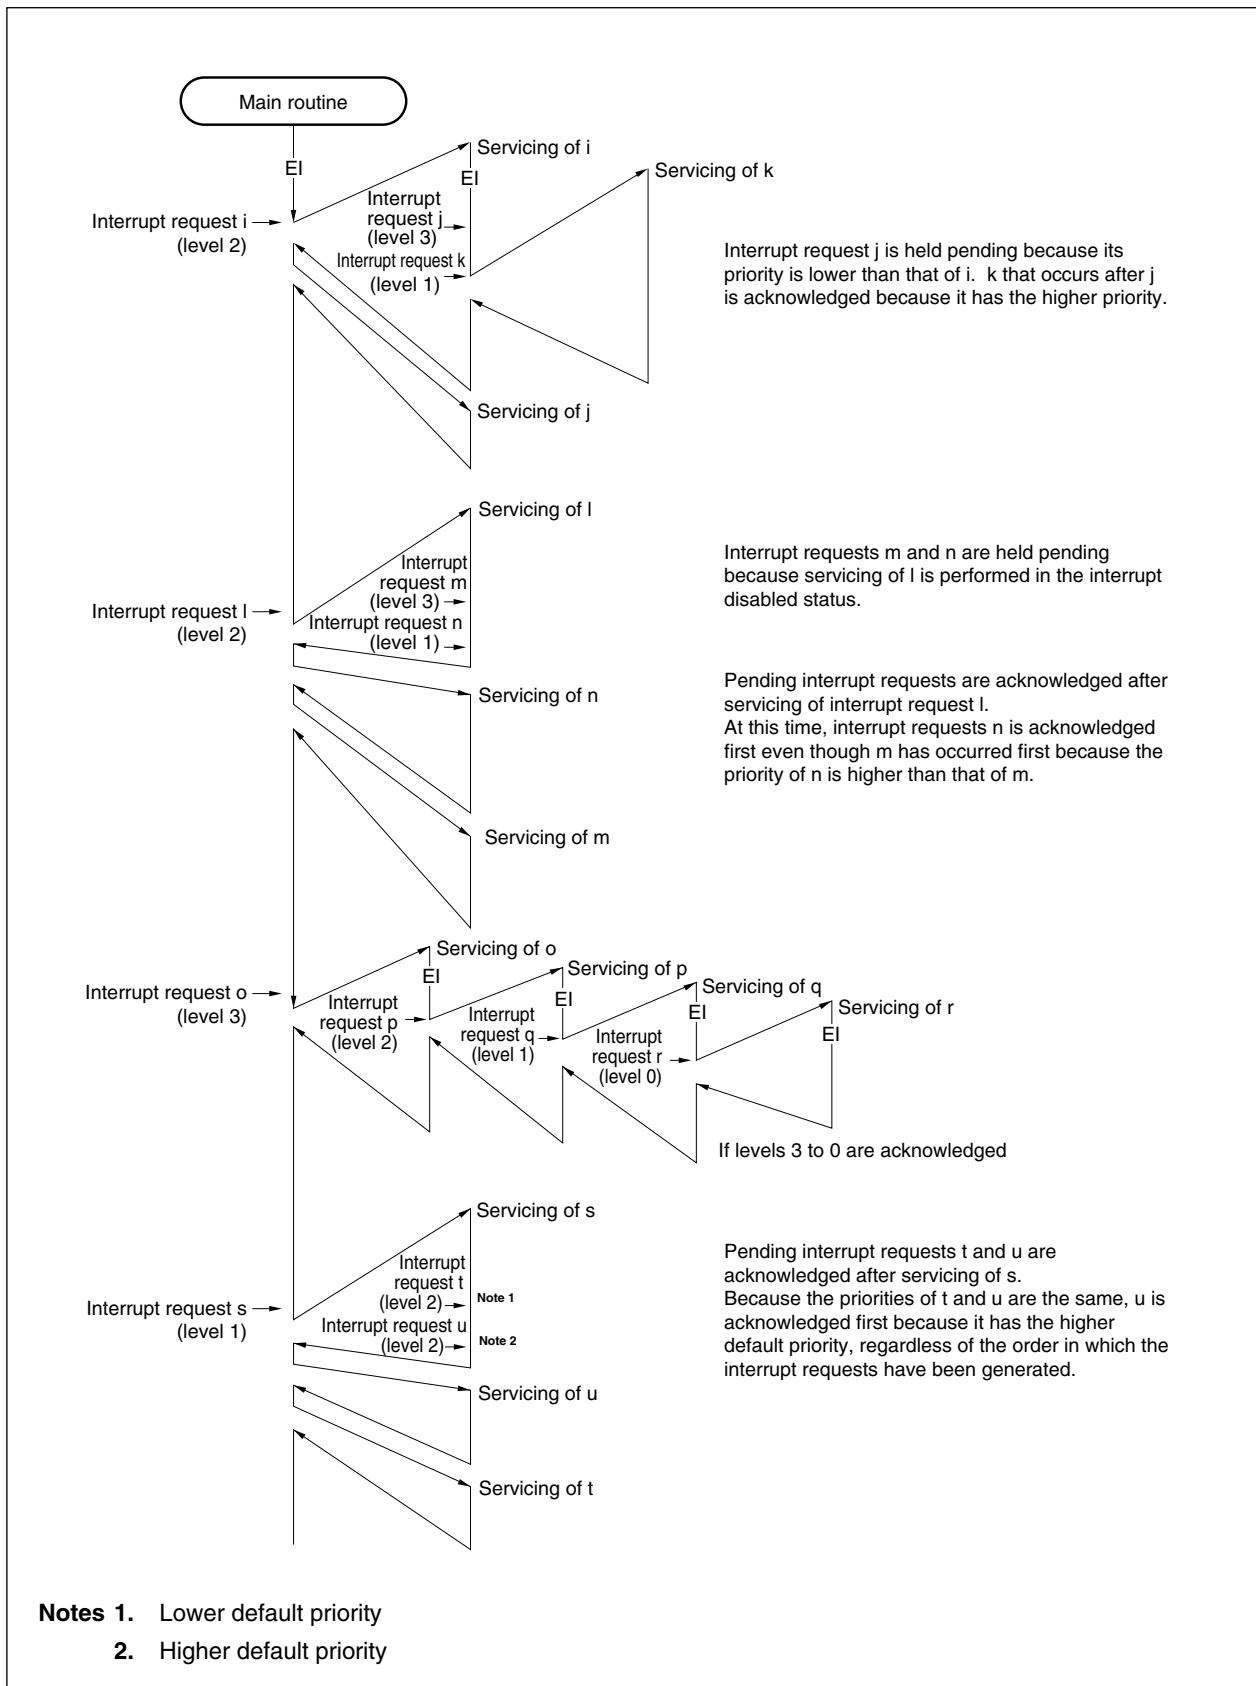 Main routine
EI
Servicing of i
EI
Servicing of k
Interrupt
request j
(level 3)
Interrupt request i
(level 2)
Interrupt request k
(level 1)
Interrupt request j is held pending because its
priority is lower than that of i.  k that occurs after j
is acknowledged because it has the higher priority.
Servicing of j
Servicing of l
Interrupt
request m
(level 3)
Interrupt request l
(level 2)
Interrupt request n
(level 1)
Interrupt requests m and n are held pending
because servicing of l is performed in the interrupt
disabled status.
Servicing of n
Pending interrupt requests are acknowledged after
servicing of interrupt request l.
At this time, interrupt requests n is acknowledged
first even though m has occurred first because the
priority of n is higher than that of m.
Servicing of m
Servicing of o
EI
Servicing of p
EI
Servicing of q
EI
Servicing of r
EI
Interrupt request o
(level 3)
Interrupt
request p
(level 2)
Interrupt
request q
(level 1)
Interrupt
request r
(level 0)
If levels 3 to 0 are acknowledged
Servicing of s
Interrupt
request t
(level 2)
Note 1
Interrupt request s
(level 1)
Interrupt request u
(level 2)
Note 2
Pending interrupt requests t and u are
acknowledged after servicing of s.
Because the priorities of t and u are the same, u is
acknowledged first because it has the higher
default priority, regardless of the order in which the
interrupt requests have been generated.
Servicing of u
Servicing of t
Notes 1. Lower default priority
2. Higher default priority